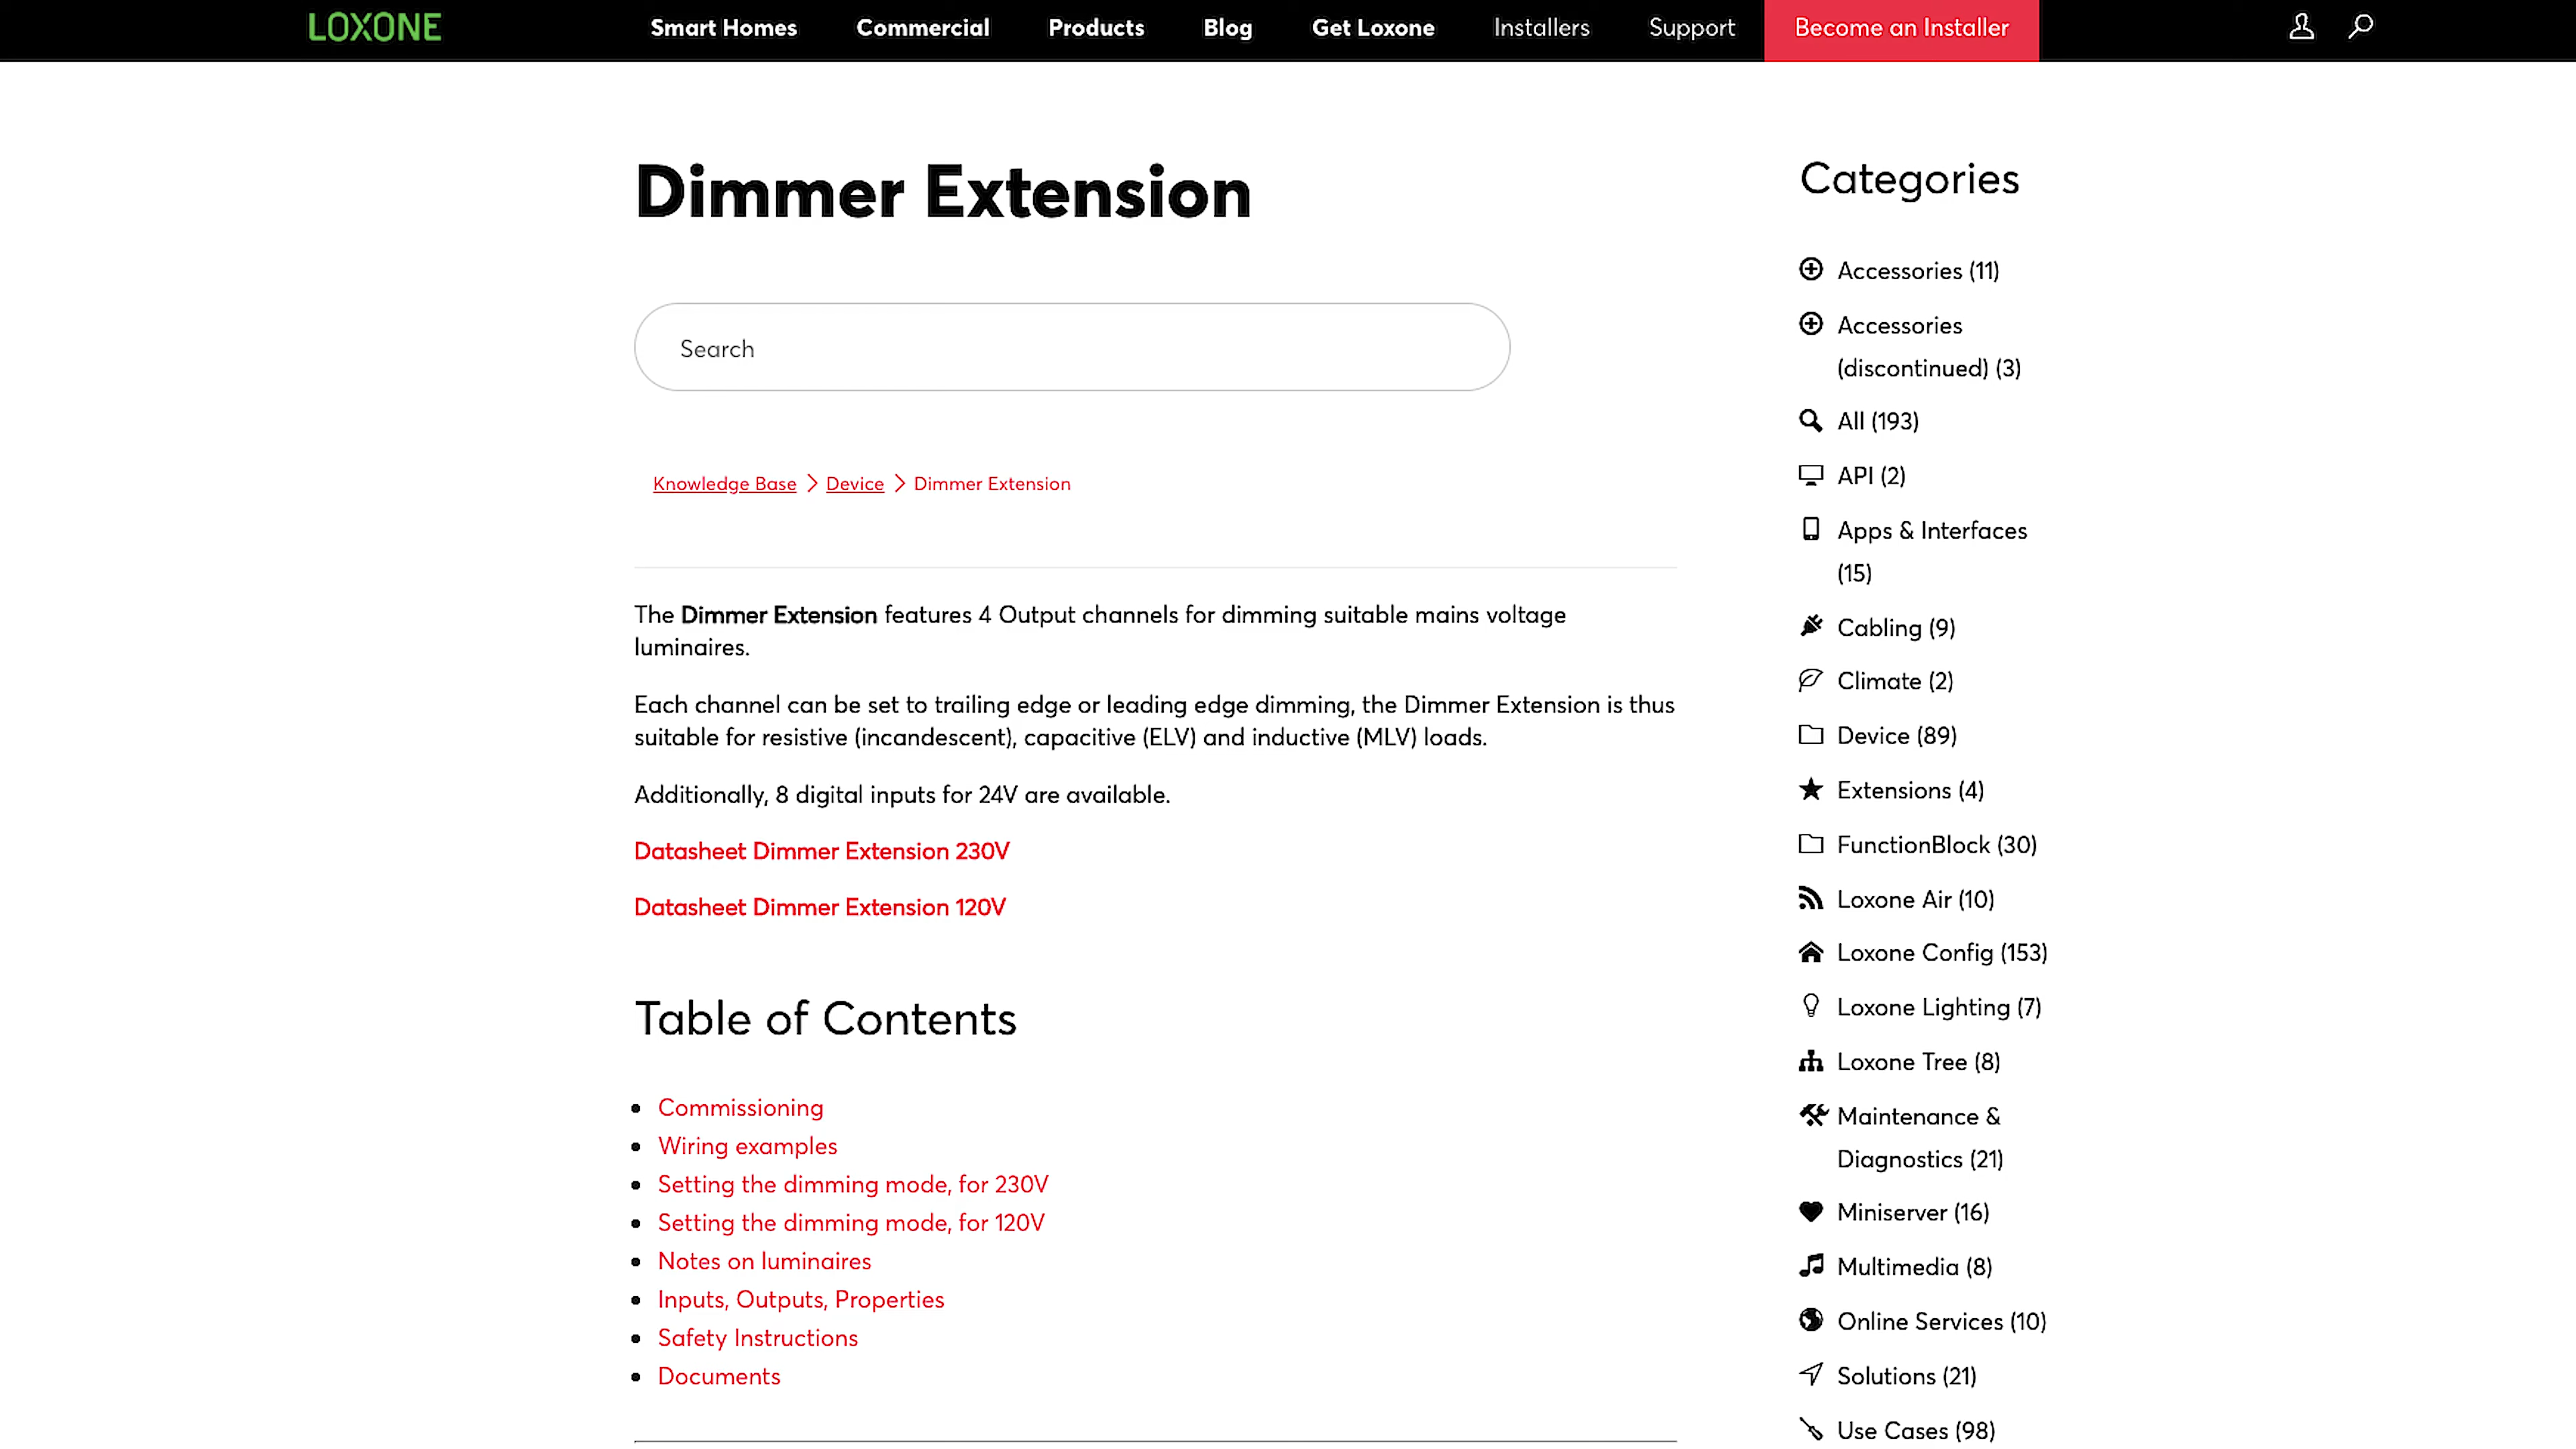 LOXONE
Smart Homes
Commercial
Products
Blog
Get Loxone
Installers
Support
Become an Installer
Dimmer Extension
Search
Knowledge Base > Device > Dimmer Extension
The Dimmer Extension features 4 Output channels for dimming suitable mains voltage
luminaires.
Each channel can be set to trailing edge or leading edge dimming, the Dimmer Extension is thus
suitable for resistive (incandescent), capacitive (ELV) and inductive (MLV) loads.
Additionally, 8 digital inputs for 24V are available.
Datasheet Dimmer Extension 230V
Datasheet Dimmer Extension 120V
Table of Contents
Commissioning
Wiring examples
Setting the dimming mode, for 230V
Setting the dimming mode, for 120V
Notes on luminaires
Inputs, Outputs, Properties
Safety Instructions
Documents
Categories
Accessories (11)
Accessories
(discontinued) (3)
All (193)
API (2)
Apps & Interfaces
(15)
Cabling (9)
Climate (2)
Device (89)
Extensions (4)
FunctionBlock (30)
Loxone Air (10)
Loxone Config (153)
Loxone Lighting (7)
Loxone Tree (8)
Maintenance &
Diagnostics (21)
Miniserver (16)
Multimedia (8)
Online Services (10)
Solutions (21)
Use Cases (98)